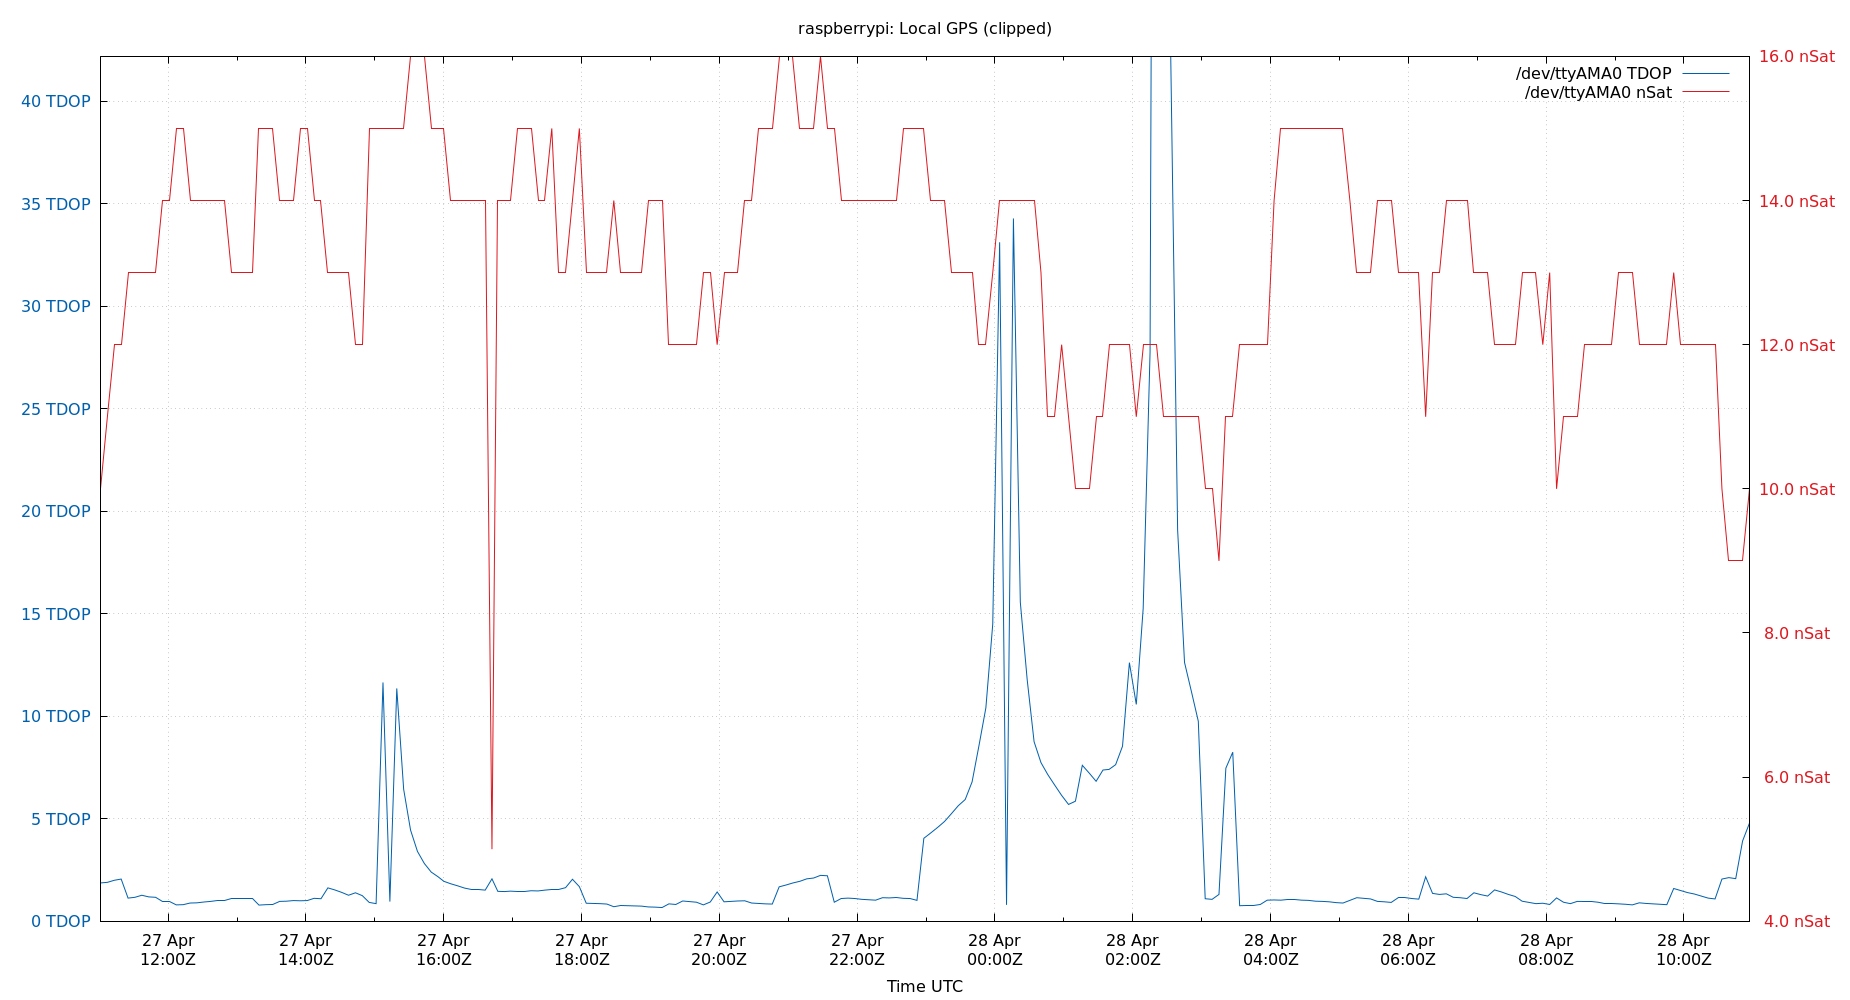 raspberrypi: Local GPS (clipped)
/dev/ttyAMA0 TDOP
/dev/ttyAMA0 nSat
40 TDOP
35 TDOP
30 TDOP
25 TDOP
20 TDOP
15 TDOP
10 TDOP
5 TDOP
0 TDOP
16.0 nSat
14.0 nSat
12.0 nSat
10.0 nSat
8.0 nSat
6.0 nSat
4.0 nSat
27 Apr
12:00Z
27 Apr
14:00Z
27 Apr
16:00Z
27 Apr
18:00Z
27 Apr
20:00Z
27 Apr
22:00Z
28 Apr
00:00Z
28 Apr
02:00Z
28 Apr
04:00Z
28 Apr
06:00Z
28 Apr
08:00Z
28 Apr
10:00Z
Time UTC